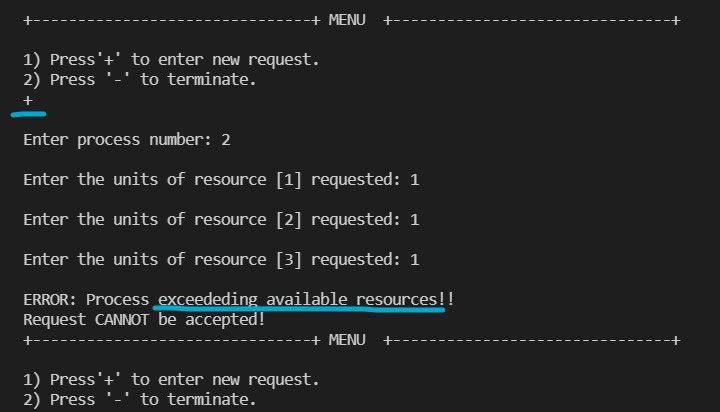 +--------------------------------+ MENU  +--------------------------------+
1) Press'+' to enter new request.
2) Press '-' to terminate.
+
Enter process number: 2
Enter the units of resource [1] requested: 1
Enter the units of resource [2] requested: 1
Enter the units of resource [3] requested: 1
ERROR: Process exceededing available resources!!
Request CANNOT be accepted!
+--------------------------------+ MENU  +--------------------------------+
1) Press'+' to enter new request.
2) Press '-' to terminate.